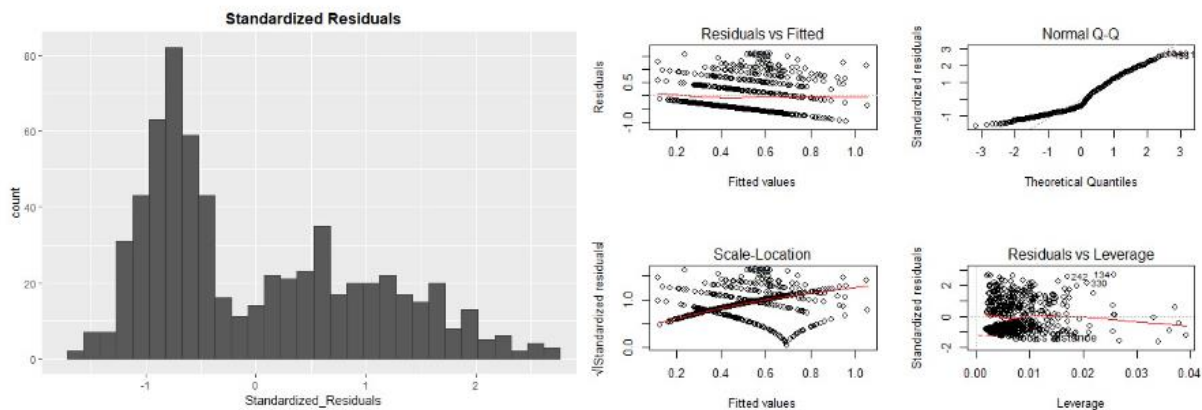 Standardized Residuals
80
60
40
20
0
count
-1
0
1
2
Standardized_Residuals
Residuals vs Fitted
Residuals
0.5
-1.0
0.2
0.4
0.6
0.8
1.0
Fitted values
Normal Q-Q
Standardized residuals
3
1
-1
-3
-2
-1
0
1
2
3
Theoretical Quantiles
Scale-Location
√|Standardized residuals|
1.0
0.0
0.2
0.4
0.6
0.8
1.0
Fitted values
Residuals vs Leverage
Standardized residuals
2
0
-2
242
134
330
0.00
0.01
0.02
0.03
0.04
Leverage